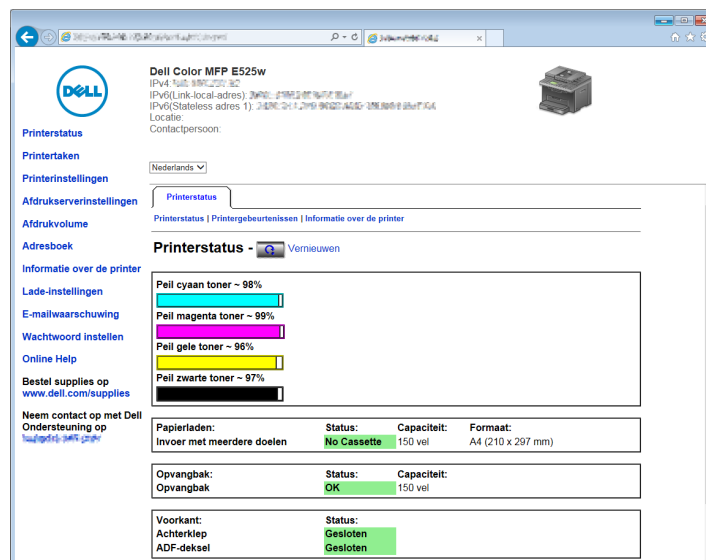 Dell Color MFP E525w
IPv4:
IPv6(Link-local-adres):
IPv6(Stateless adres 1):
Locatie:
Contactpersoon:
DELL
Printerstatus
Printertaken
Printerinstellingen
Afdrukserverinstellingen
Afdrukvolume
Adresboek
Informatie over de printer
Lade-instellingen
E-mailwaarschuwing
Wachtwoord instellen
Online Help
Bestel supplies op
www.dell.com/supplies
Neem contact op met Dell
Ondersteuning op
Nederlands
Printerstatus
Printerstatus | Printergebeurtenissen | Informatie over de printer
Printerstatus - Vernieuwen
Peil cyaan toner ~ 98%
Peil magenta toner ~ 99%
Peil gele toner ~ 96%
Peil zwarte toner ~ 97%
Papierladen: Status: Capaciteit: Formaat:
Invoer met meerdere doelen No Cassette 150 vel A4 (210 x 297 mm)
Opvangbak: Status: Capaciteit:
Opvangbak OK 150 vel
Voorkant: Status:
Achterklep Gesloten
ADF-deksel Gesloten